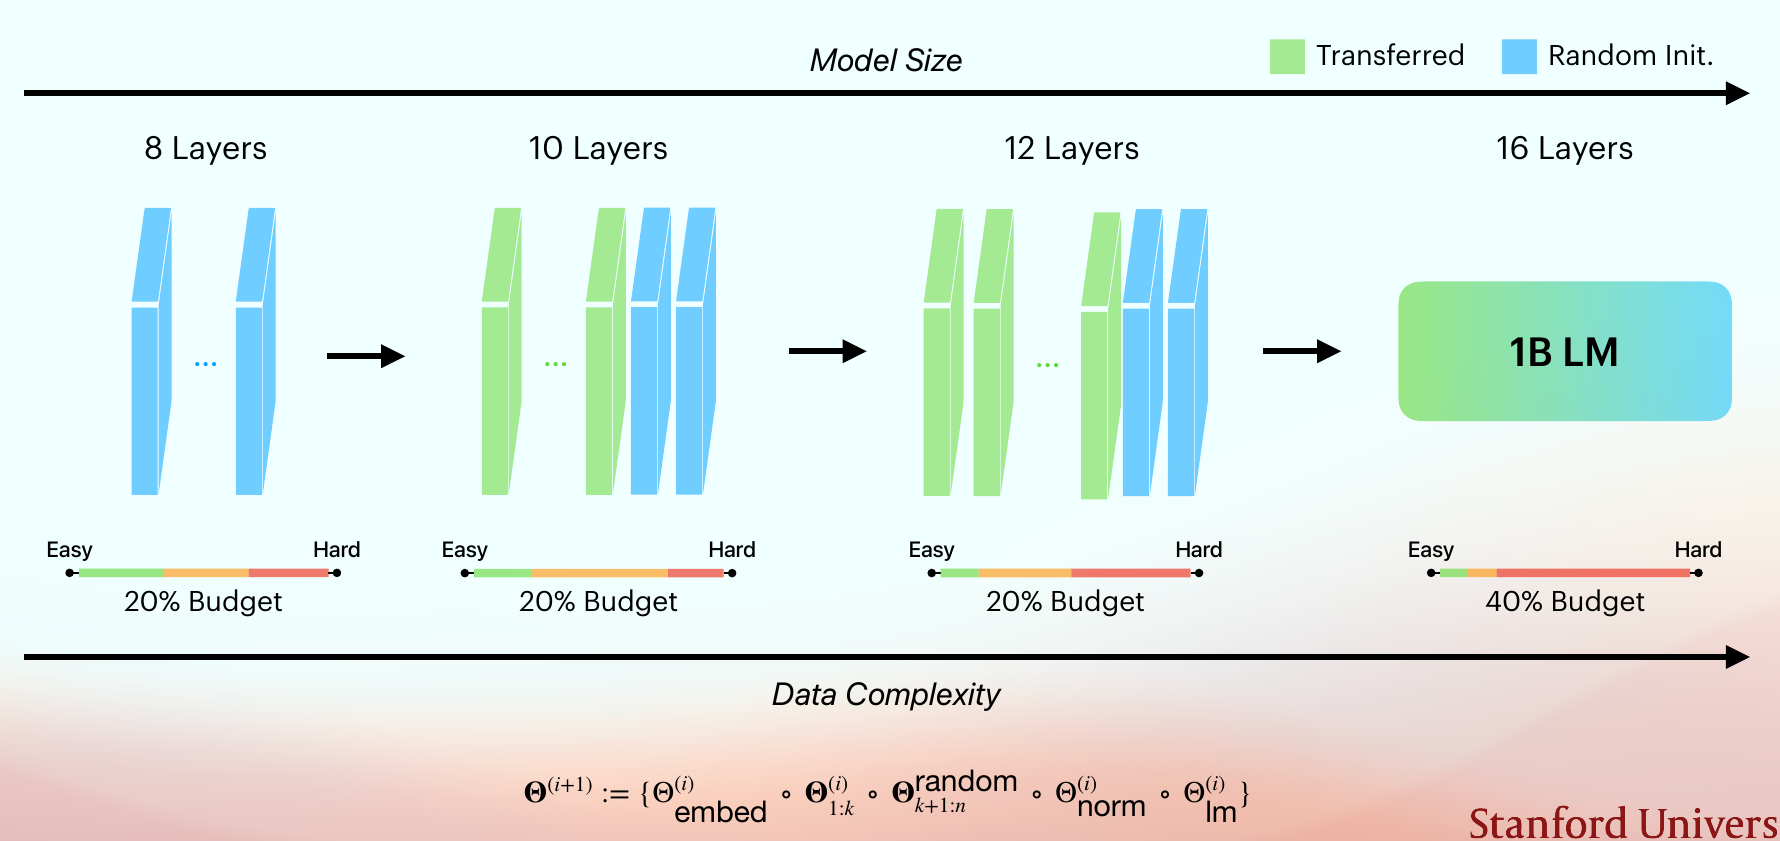 Model Size
Transferred
Random Init.
8 Layers
10 Layers
12 Layers
16 Layers
...
...
...
1B LM
Easy Hard
20% Budget
Easy Hard
20% Budget
Easy Hard
20% Budget
Easy Hard
40% Budget
Data Complexity
Θ^(i+1) := {Θ^(i)_embed ∘ Θ^(i)_1:k ∘ Θ^random_k+1:n ∘ Θ^(i)_norm ∘ Θ^(i)_lm}
Stanford Univers